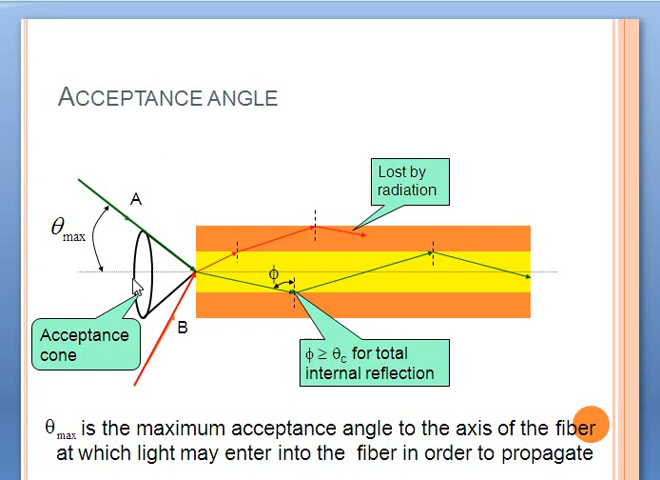 ACCEPTANCE ANGLE
Lost by
radiation
A
θmax
ϕ
B
Acceptance
cone
ϕ ≥ θc for total
internal reflection
θmax is the maximum acceptance angle to the axis of the fiber
at which light may enter into the fiber in order to propagate